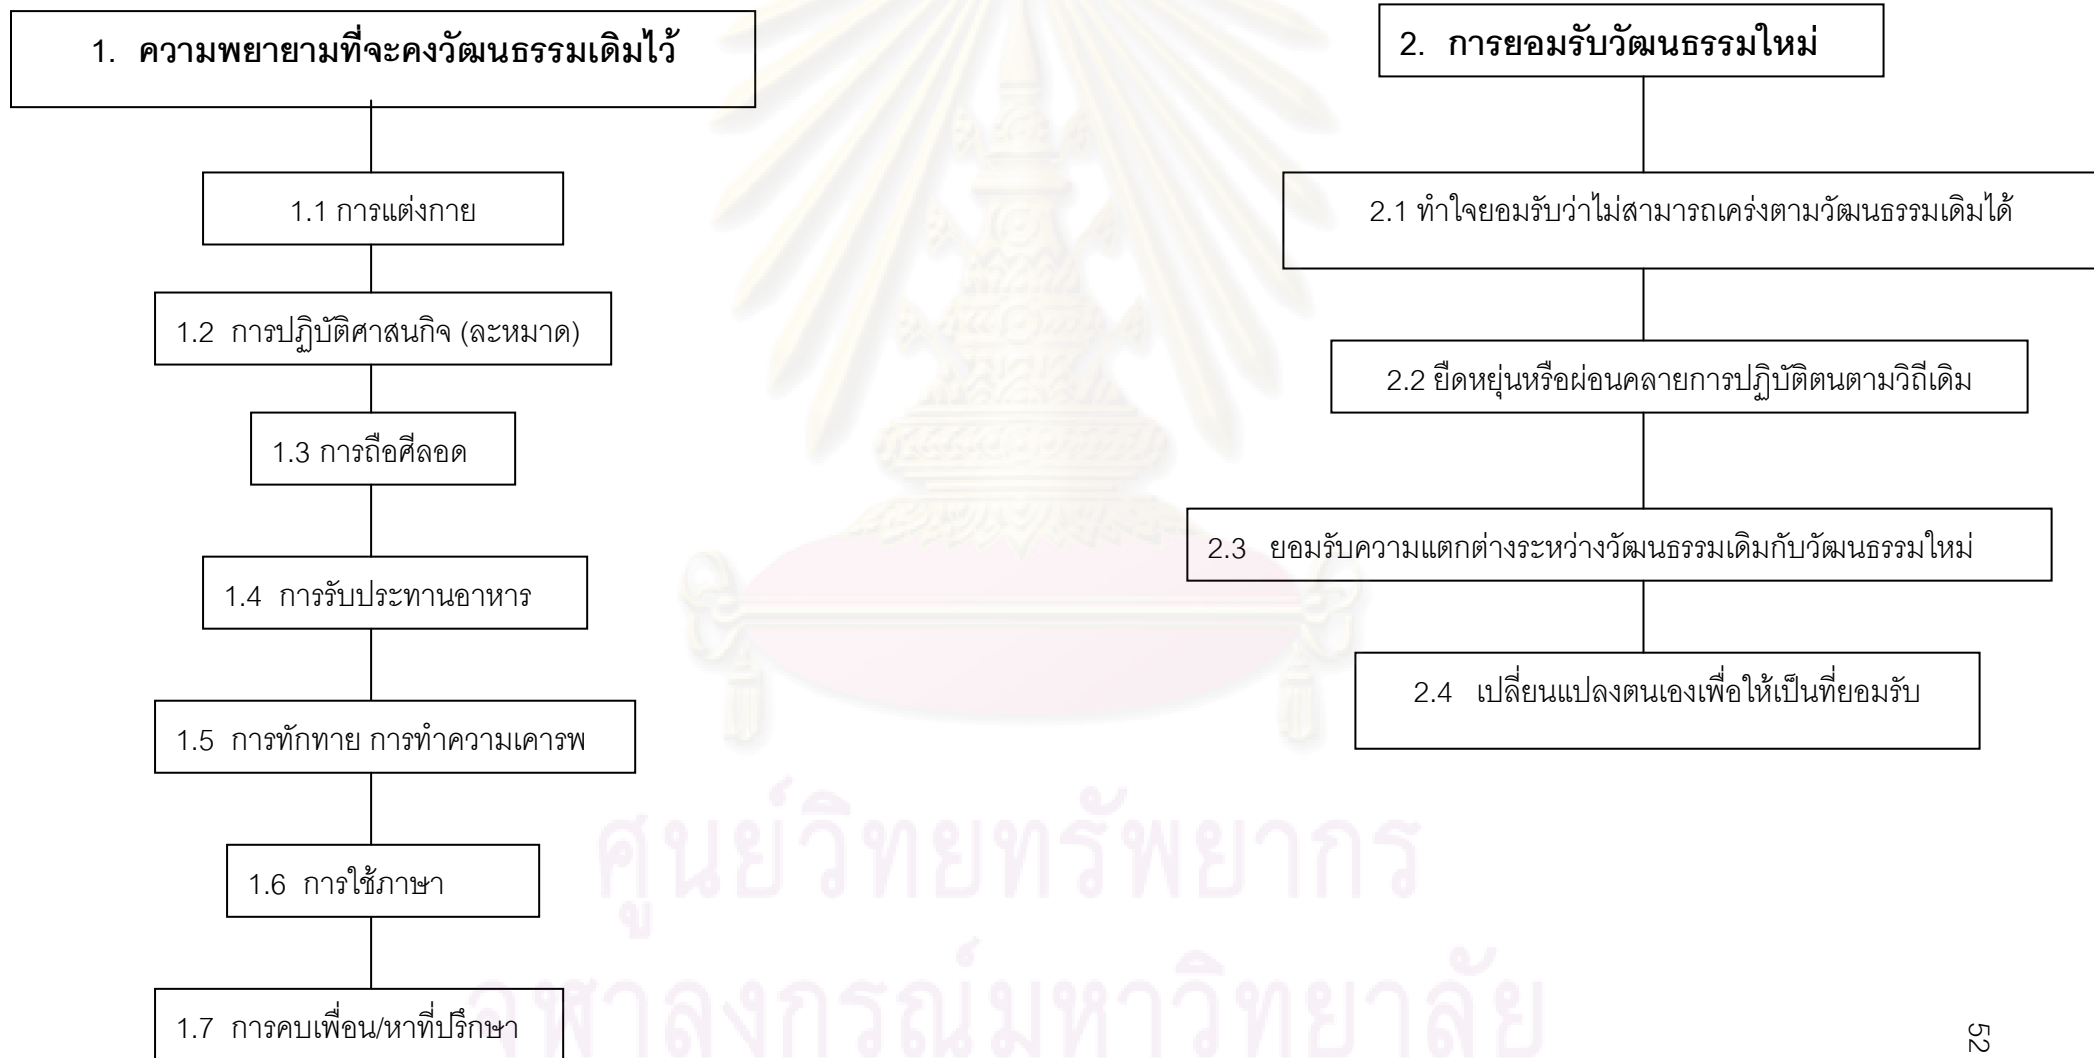 1. ความพยายามที่จะคงวัฒนธรรมเดิมไว้
1.1 การแต่งกาย
1.2 การปฏิบัติศาสนกิจ (ละหมาด)
1.3 การถือศีลอด
1.4 การรับประทานอาหาร
1.5 การทักทาย การทำความเคารพ
1.6 การใช้ภาษา
1.7 การคบเพื่อน/หาที่ปรึกษา
2. การยอมรับวัฒนธรรมใหม่
2.1 ทำใจยอมรับว่าไม่สามารถเคร่งตามวัฒนธรรมเดิมได้
2.2 ยืดหยุ่นหรือผ่อนคลายการปฏิบัติตนตามวิถีเดิม
2.3 ยอมรับความแตกต่างระหว่างวัฒนธรรมเดิมกับวัฒนธรรมใหม่
2.4 เปลี่ยนแปลงตนเองเพื่อให้เป็นที่ยอมรับ
ศูนย์วิทยทรัพยากร
จุฬาลงกรณ์มหาวิทยาลัย
52